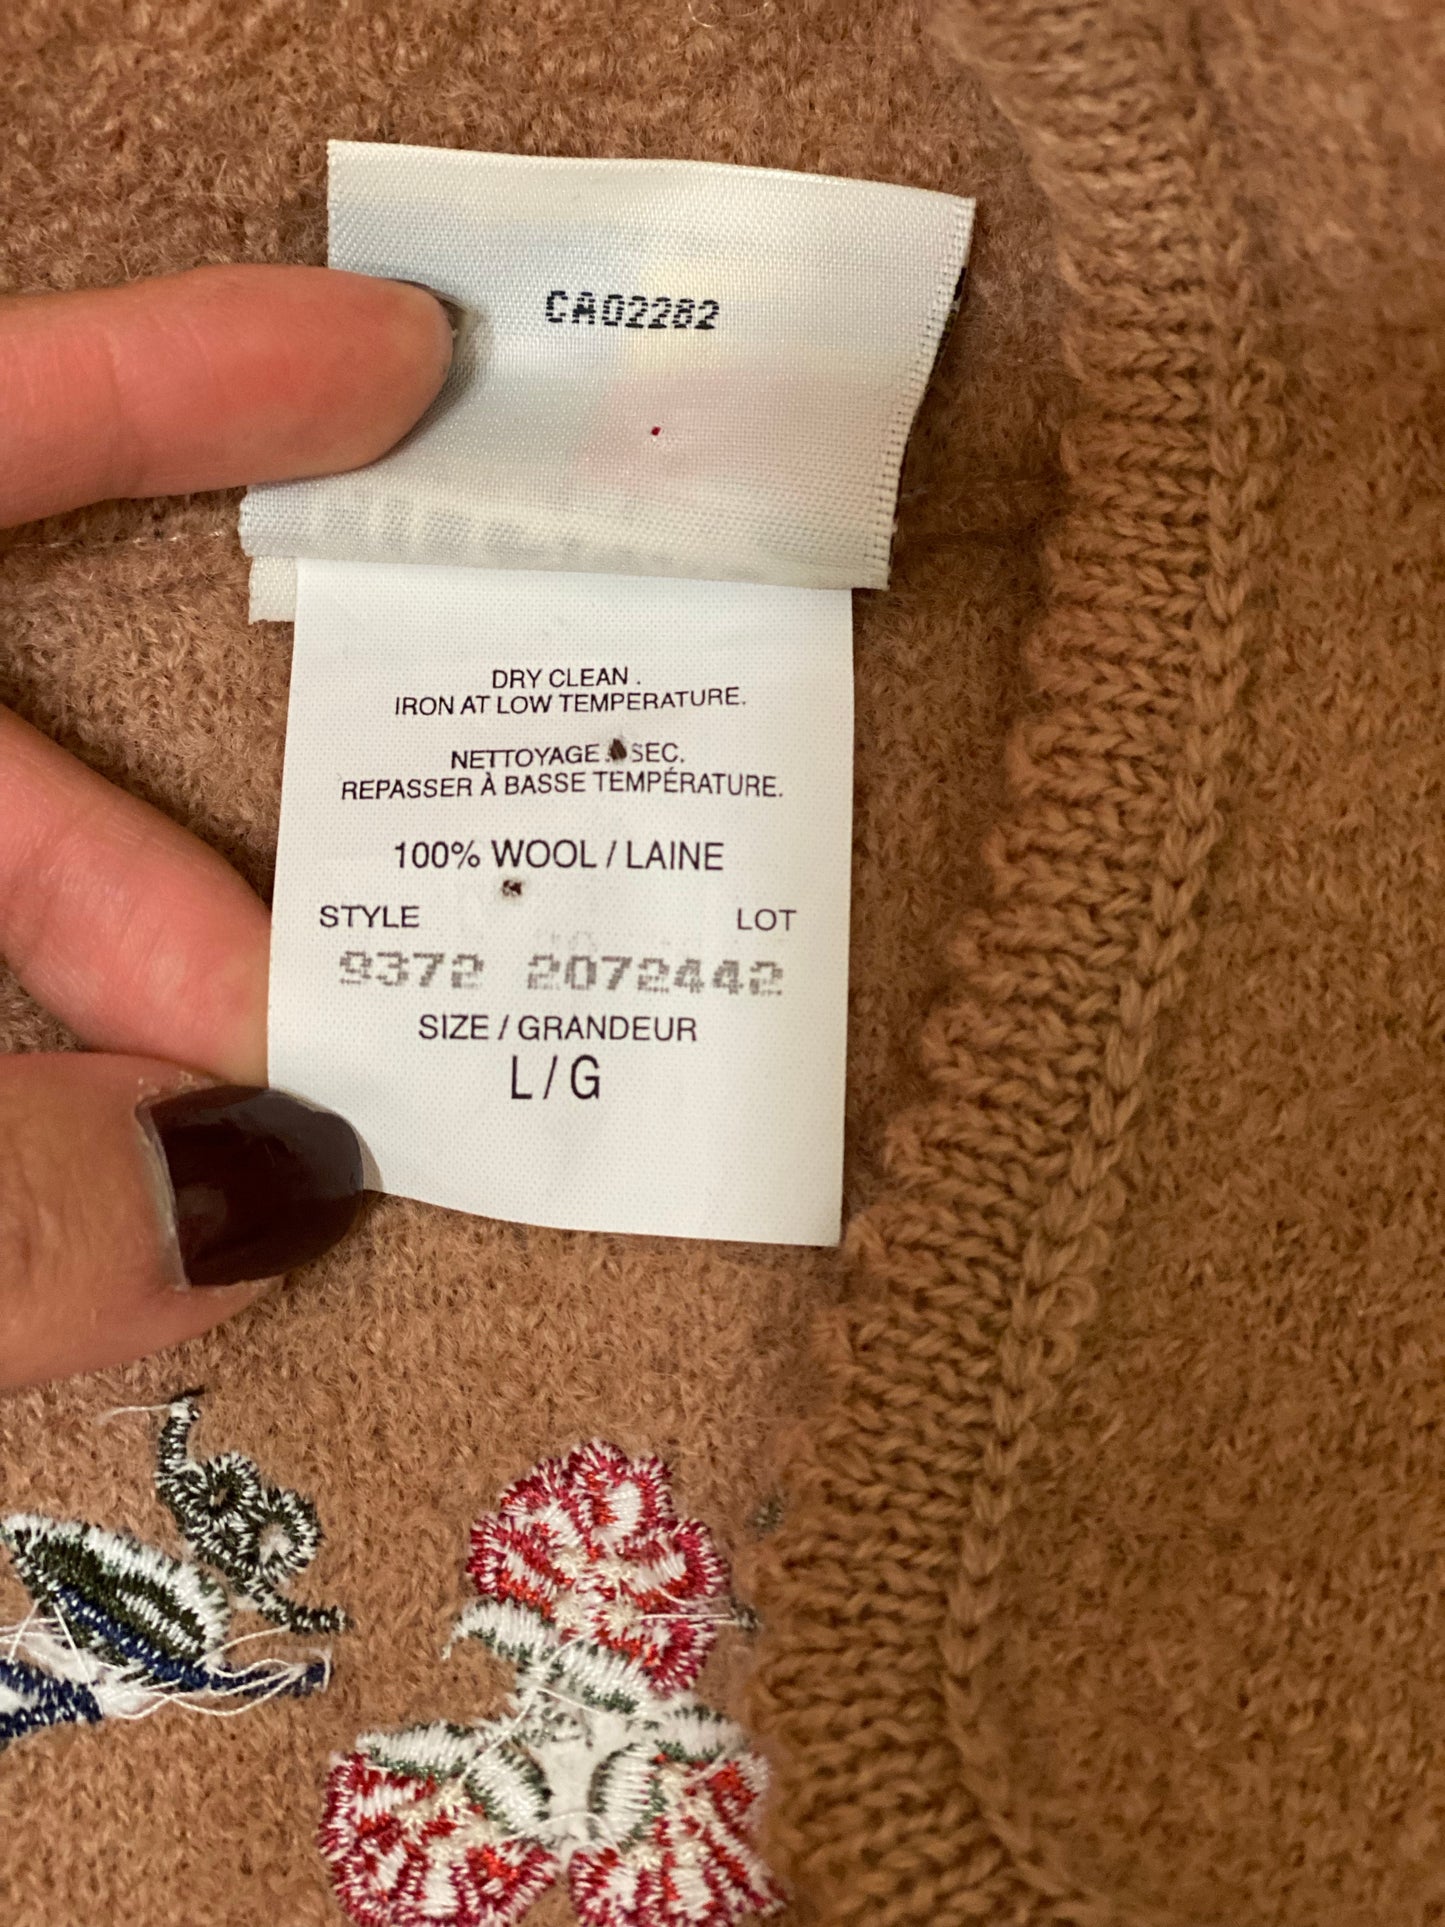 CA02282
DRY CLEAN .
IRON AT LOW TEMPERATURE.
NETTOYAGE SEC.
REPASSER À BASSE TEMPÉRATURE.
100% WOOL / LAINE
STYLE LOT
9372 2072442
SIZE / GRANDEUR
L / G